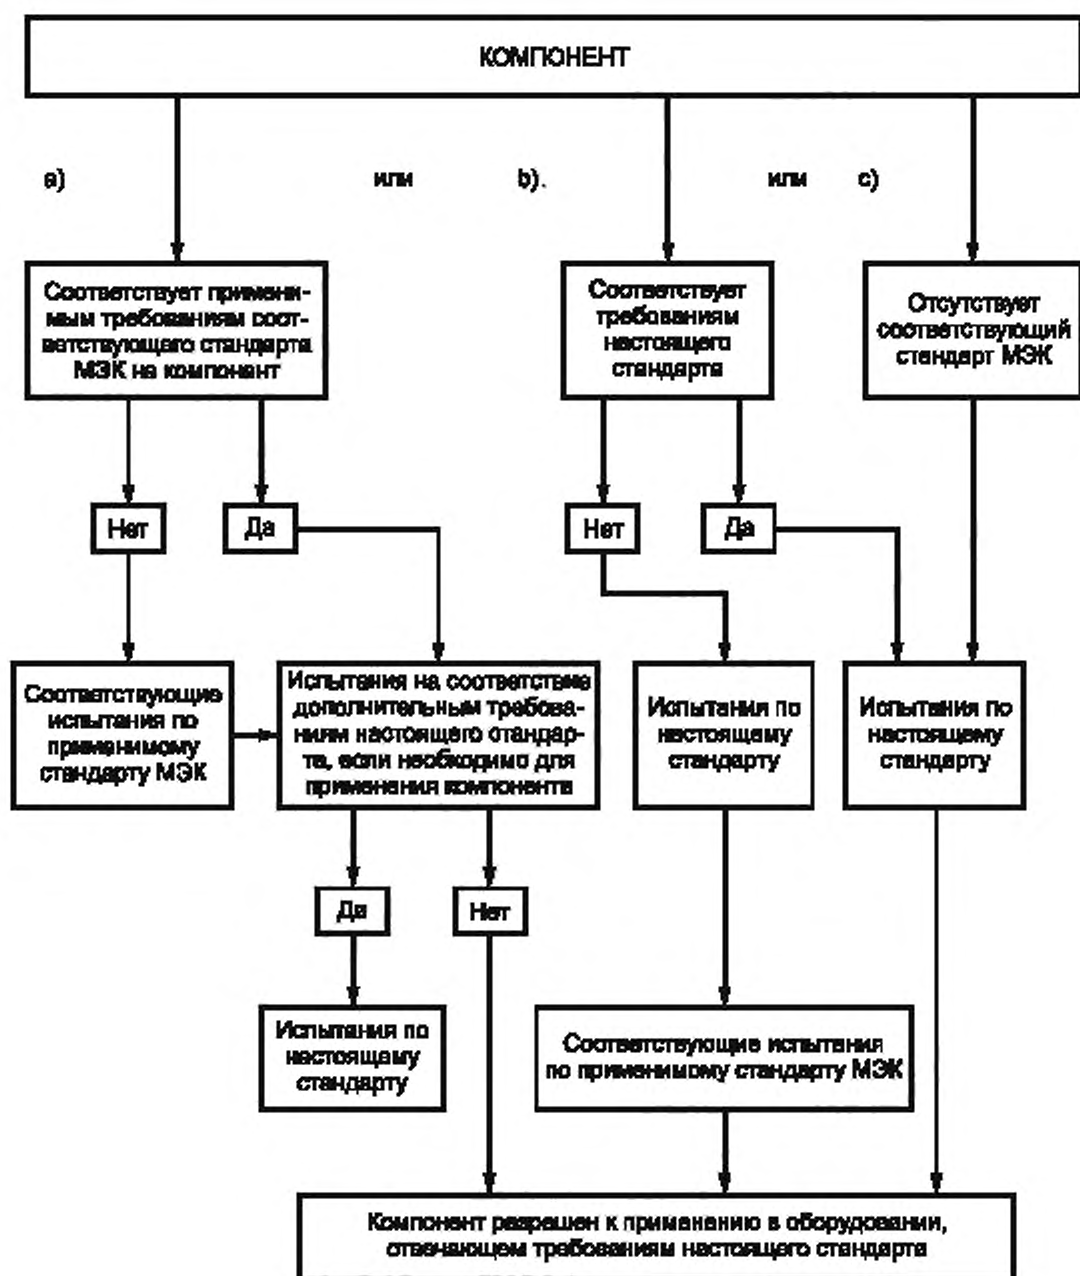 КОМПОНЕНТ
а)
или
b).
или
с)
Соответствует примени-
мым требованиям соот-
ветствующего стандарта
МЭК на компонент
Соответствует
требованиям
настоящего
стандарта
Отсутствует
соответствующий
стандарт МЭК
Нет
Да
Нет
Да
Соответствующие
испытания по
применимому
стандарту МЭК
Испытания на соответствие
дополнительным требова-
ниям настоящего стандар-
та, если необходимо для
применения компонента
Испытания по
настоящему
стандарту
Испытания по
настоящему
стандарту
Да
Нет
Испытания по
настоящему
стандарту
Соответствующие испытания
по применимому стандарту МЭК
Компонент разрешен к применению в оборудовании,
отвечающем требованиям настоящего стандарта